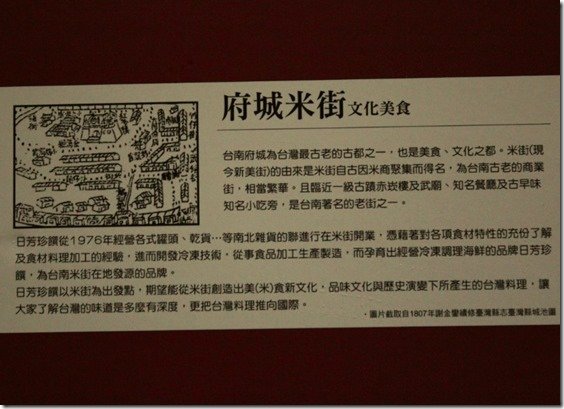 府城米街 文化美食
台南府城為台灣最古老的古都之一，也是美食、文化之都。米街(現
今新美街)的由來是米街自古因米商聚集而得名，為台南古老的商業
街，相當繁華。且臨近一級古蹟赤崁樓及武廟、知名餐廳及古早味
知名小吃旁，是台南著名的老街之一。
日芳珍饌從1976年經營各式罐頭、乾貨…等南北雜貨的聯進行在米街開業，憑藉著對各項食材特性的充份了解
及食材料理加工的經驗，進而開發冷凍技術，從事食品加工生產製造，而孕育出經營冷凍調理海鮮的品牌日芳珍
饌，為台南米街在地發源的品牌。
日芳珍饌以米街為出發點，期望能從米街創造出美(米)食新文化，品味文化與歷史演變下所產生的台灣料理，讓
大家了解台灣的味道是多麼有深度，更把台灣料理推向國際。
・圖片截取自1807年謝金鑾續修臺灣縣志臺灣縣城池圖